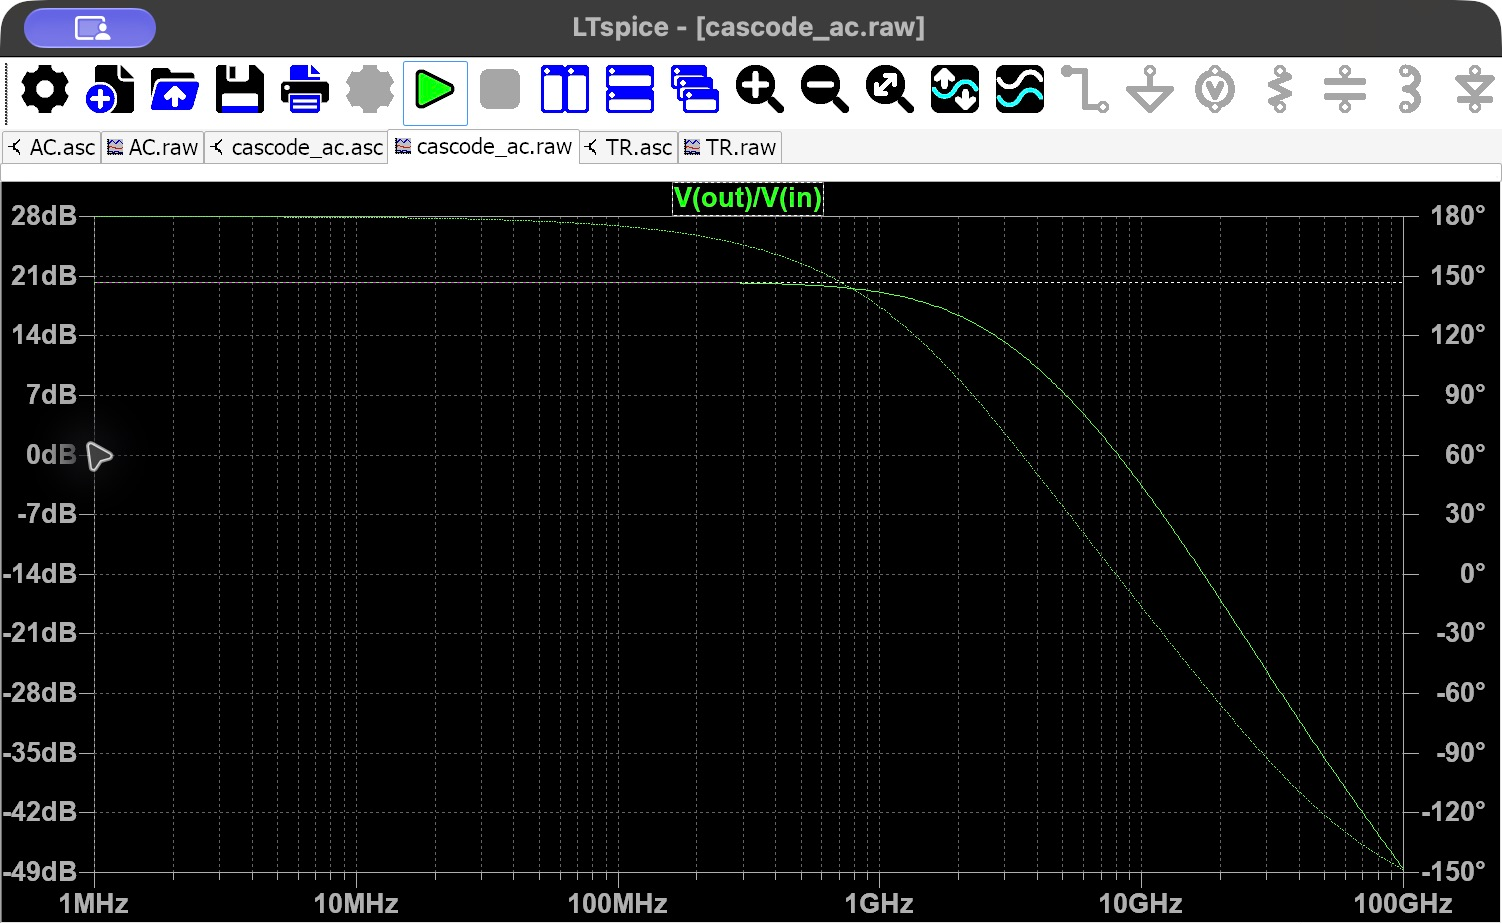 LTspice - [cascode_ac.raw]
AC.asc AC.raw cascode_ac.asc cascode_ac.raw TR.asc TR.raw
V(out)/V(in)
28dB 180°
21dB 150°
14dB 120°
7dB 90°
0dB 60°
-7dB 30°
-14dB 0°
-21dB -30°
-28dB -60°
-35dB -90°
-42dB -120°
-49dB -150°
1MHz 10MHz 100MHz 1GHz 10GHz 100GHz